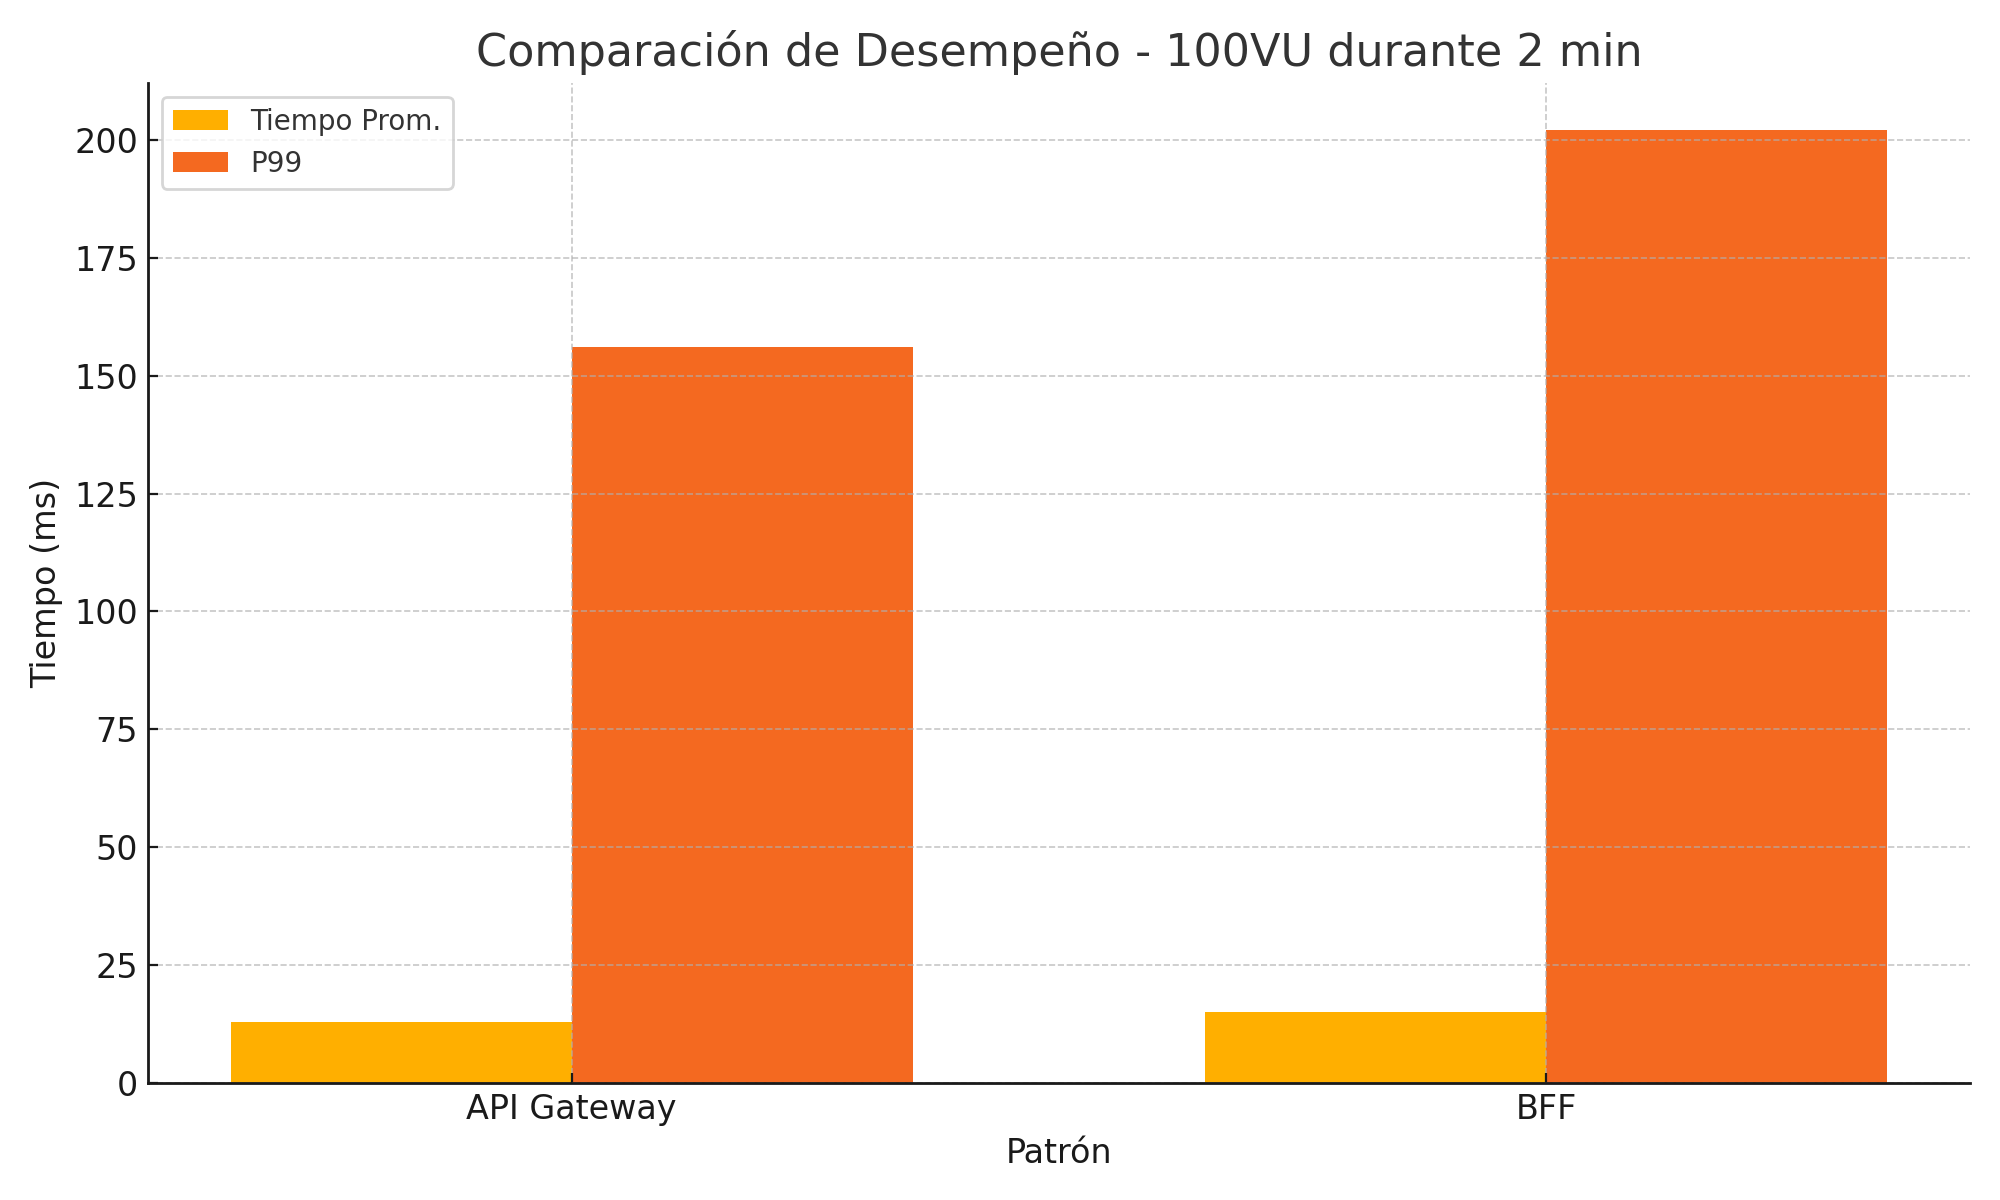 Comparación de Desempeño - 100VU durante 2 min
Tiempo Prom.
P99
200
175
150
125
100
75
50
25
0
Tiempo (ms)
API Gateway
BFF
Patrón